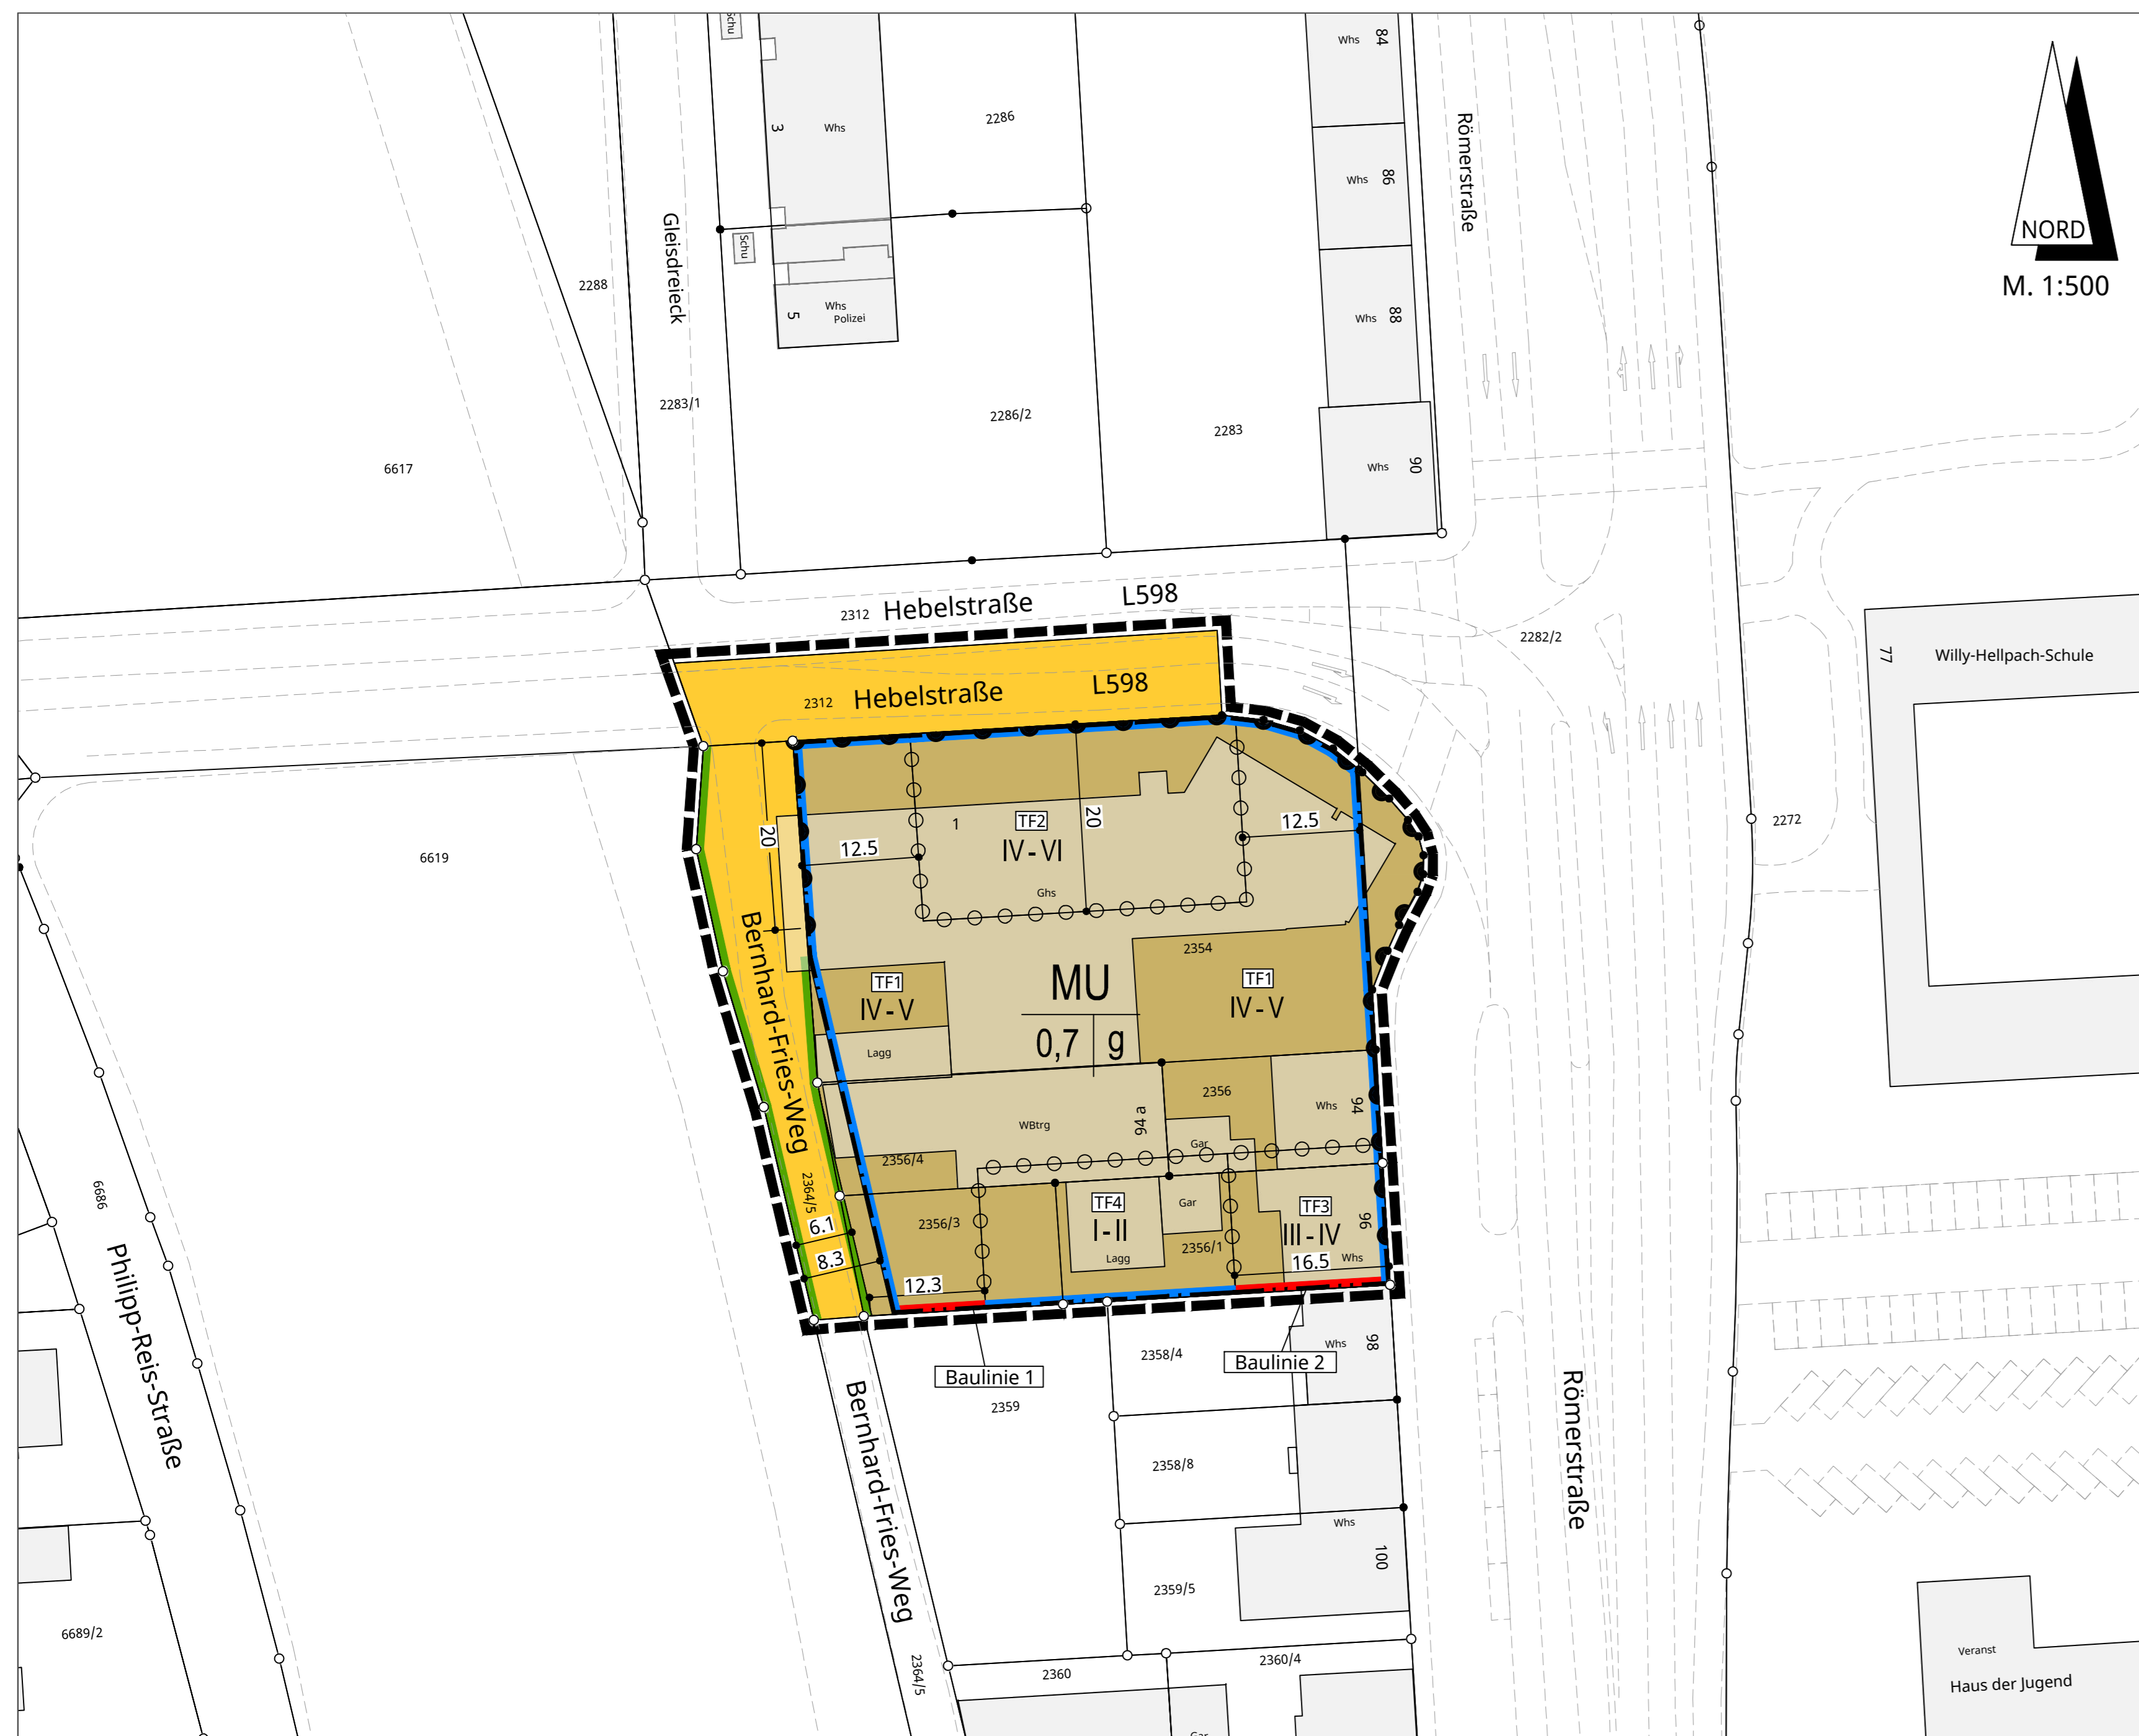 Schu
Whs
84
3
Whs
2286
Römerstraße
Whs
86
NORD
M. 1:500
Gleisdreieck
Schu
2288
Whs
Polizei
5
Whs
88
2283/1
2286/2
2283
6617
Whs
90
2312
Hebelstraße
L598
2282/2
77
Willy-Hellpach-Schule
2312
Hebelstraße
L598
20
12.5
1
TF2
IV - VI
20
12.5
2272
6619
Ghs
Bernhard-Fries-Weg
2354
TF1
IV - V
MU
TF1
IV - V
0,7
g
Lagg
2356
WBtrg
94 a
Whs
94
Gar
2356/4
6686
2364/5
6.1
8.3
2356/3
TF4
I - II
Gar
Lagg
2356/1
TF3
III - IV
96
Whs
16.5
12.3
Philipp-Reis-Straße
Baulinie 1
2358/4
Baulinie 2
Whs
98
2359
Bernhard-Fries-Weg
Römerstraße
2358/8
Whs
100
2359/5
6689/2
2364/5
2360
2360/4
Veranst
Haus der Jugend
Gar